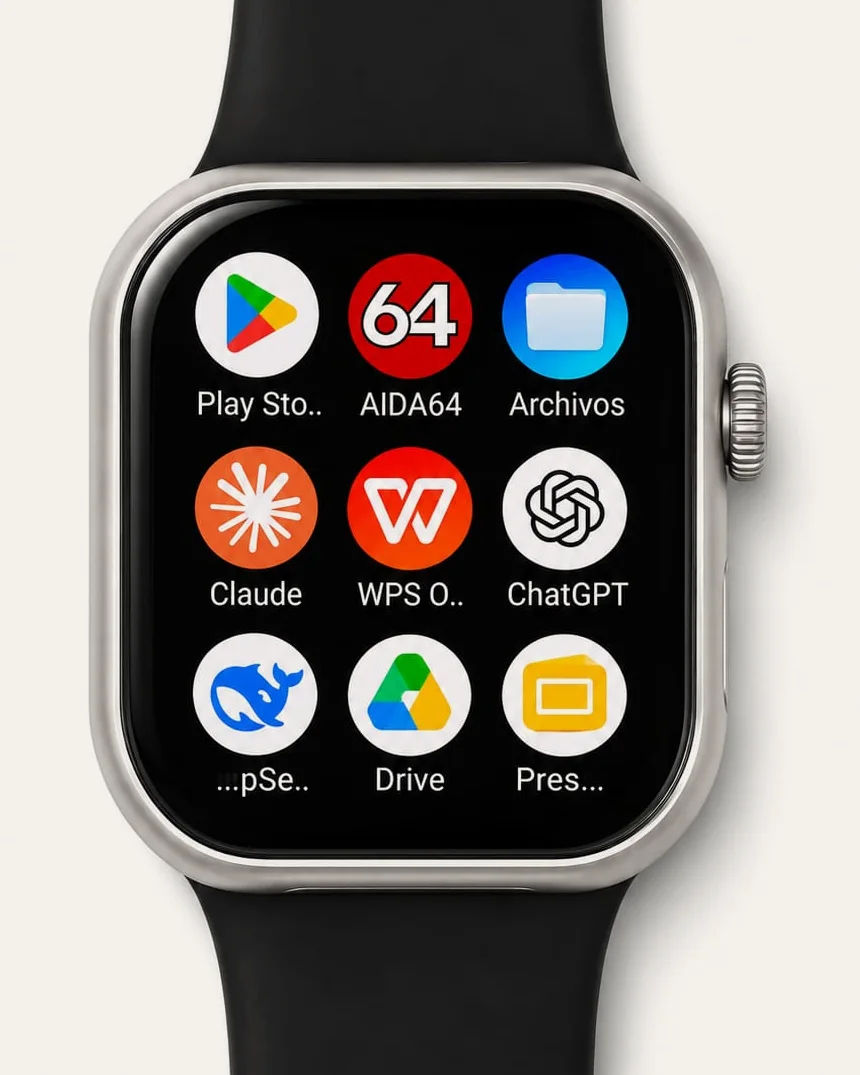 64
Play Sto..
AIDA64
Archivos
Claude
WPS O..
ChatGPT
...pSe..
Drive
Pres...